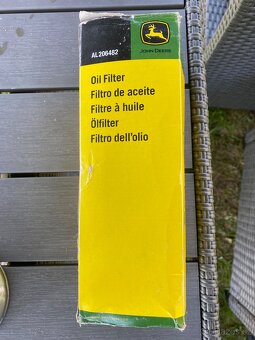 AL206482
JOHN DEERE
Oil Filter
Filtro de aceite
Filtre à huile
Ölfilter
Filtro dell'olio